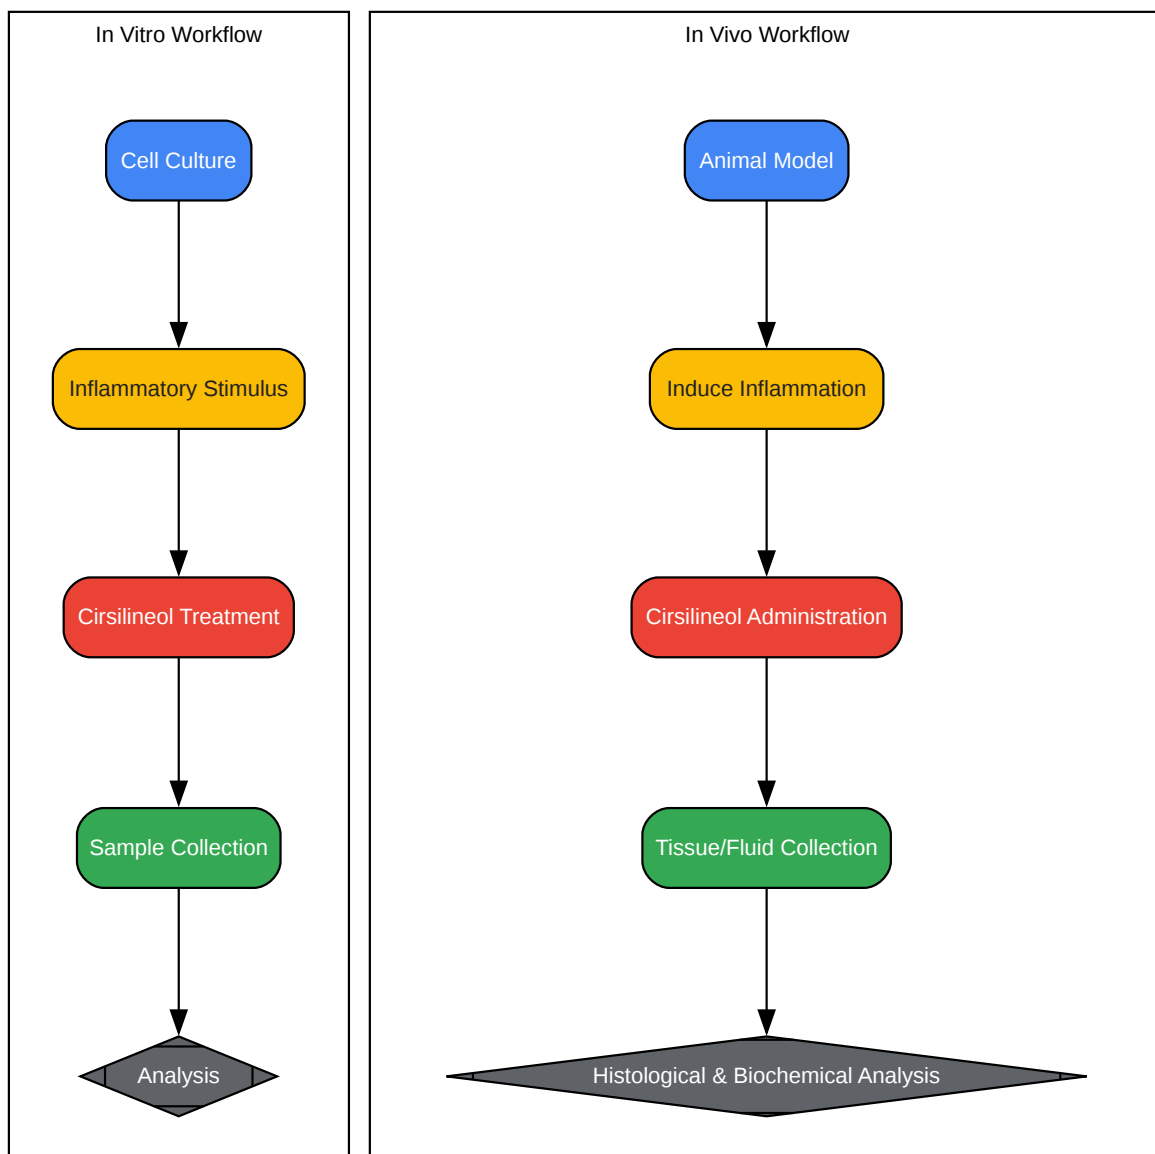 In Vitro Workflow
Cell Culture
Inflammatory Stimulus
Cirsilineol Treatment
Sample Collection
Analysis
In Vivo Workflow
Animal Model
Induce Inflammation
Cirsilineol Administration
Tissue/Fluid Collection
Histological & Biochemical Analysis